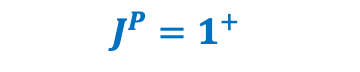 J^P = 1^+